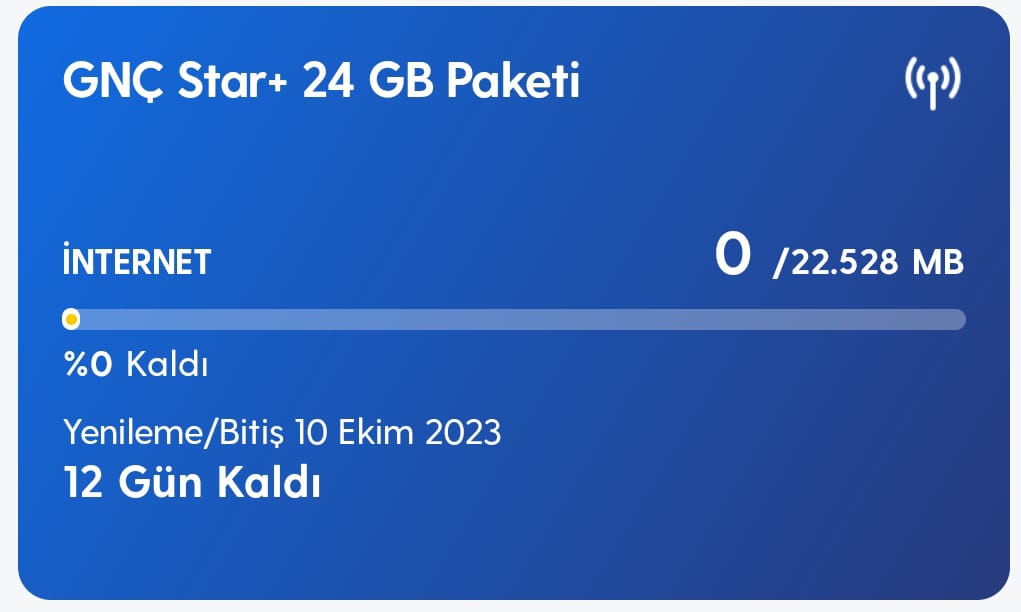 GNÇ Star+ 24 GB Paketi
İNTERNET 0 /22.528 MB
%0 Kaldı
Yenileme/Bitiş 10 Ekim 2023
12 Gün Kaldı